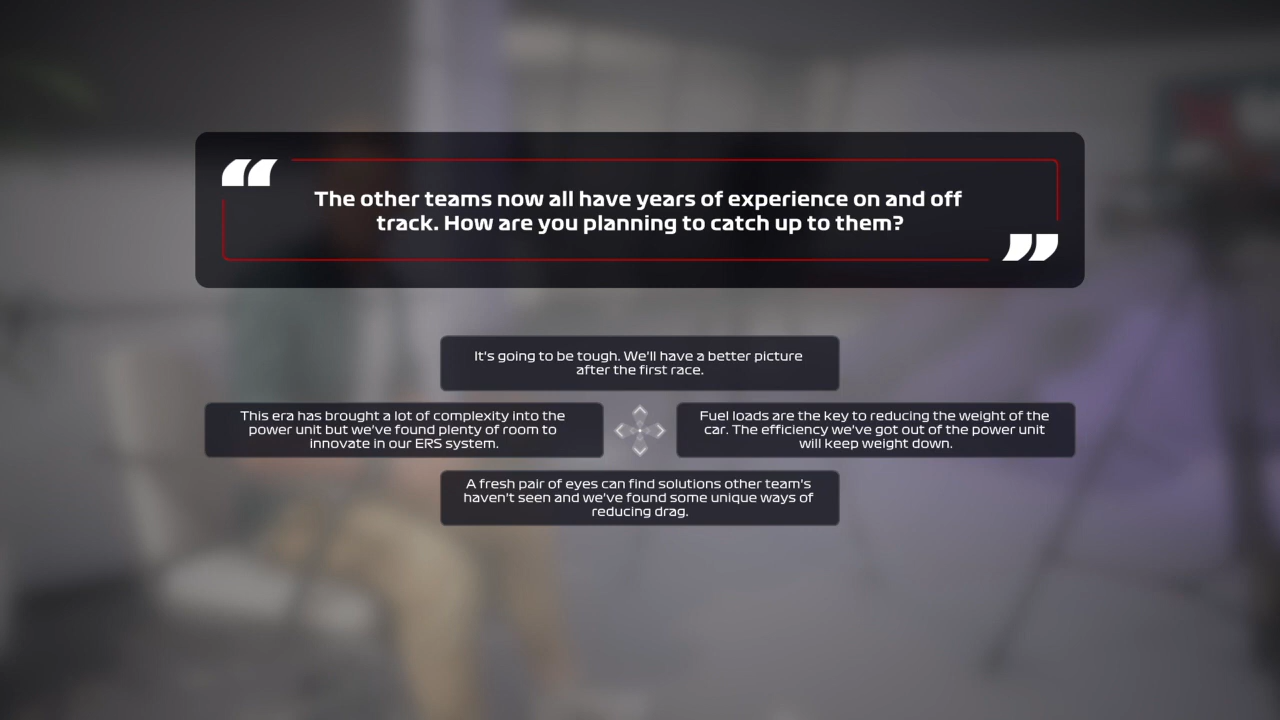 The other teams now all have years of experience on and off
track. How are you planning to catch up to them?
It's going to be tough. We'll have a better picture
after the first race.
This era has brought a lot of complexity into the
power unit but we've found plenty of room to
innovate in our ERS system.
Fuel loads are the key to reducing the weight of the
car. The efficiency we've got out of the power unit
will keep weight down.
A fresh pair of eyes can find solutions other team's
haven't seen and we've found some unique ways of
reducing drag.